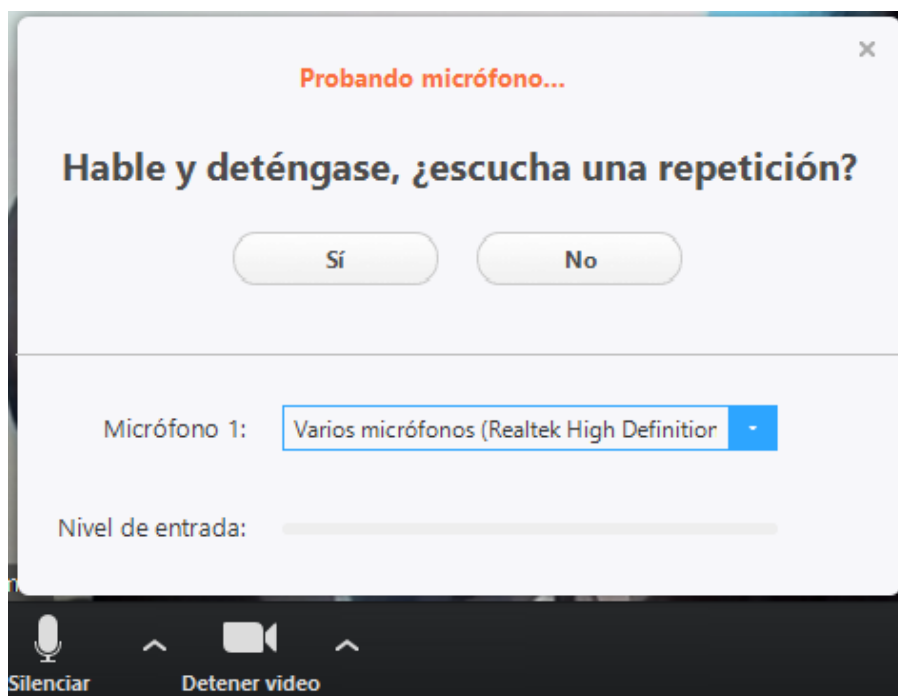 Probando micrófono...
Hable y deténgase, ¿escucha una repetición?
Sí
No
Micrófono 1:
Varios micrófonos (Realtek High Definition
Nivel de entrada:
Silenciar
Detener video